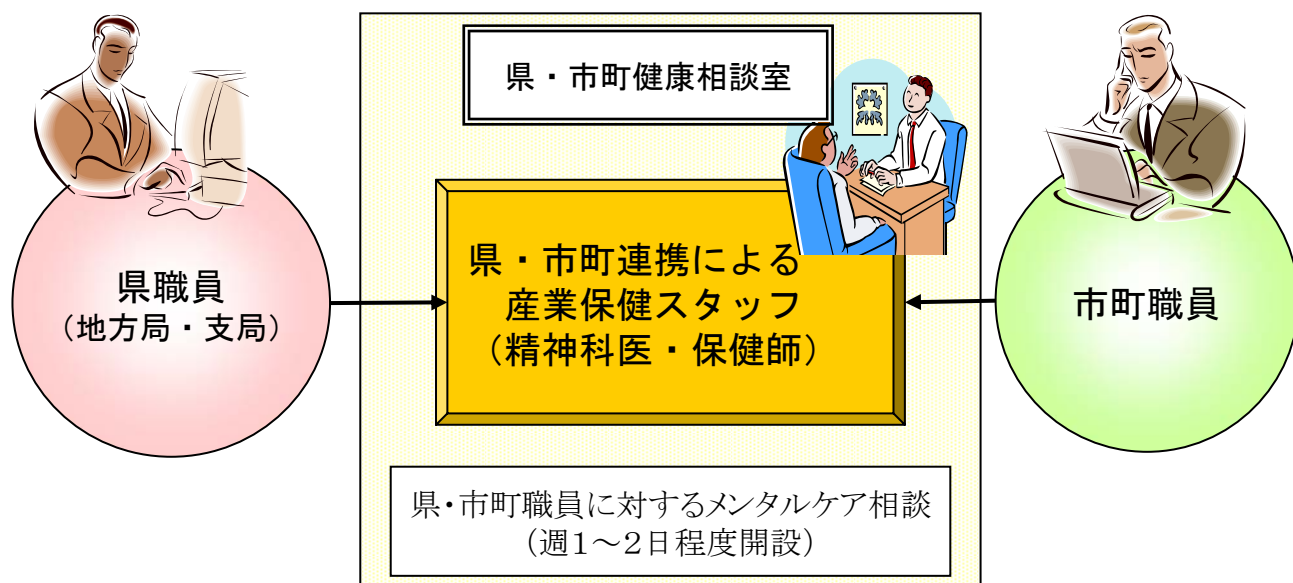 県・市町健康相談室
県・市町連携による
産業保健スタッフ
（精神科医・保健師）
県職員
（地方局・支局）
市町職員
県・市町職員に対するメンタルケア相談
（週１～２日程度開設）